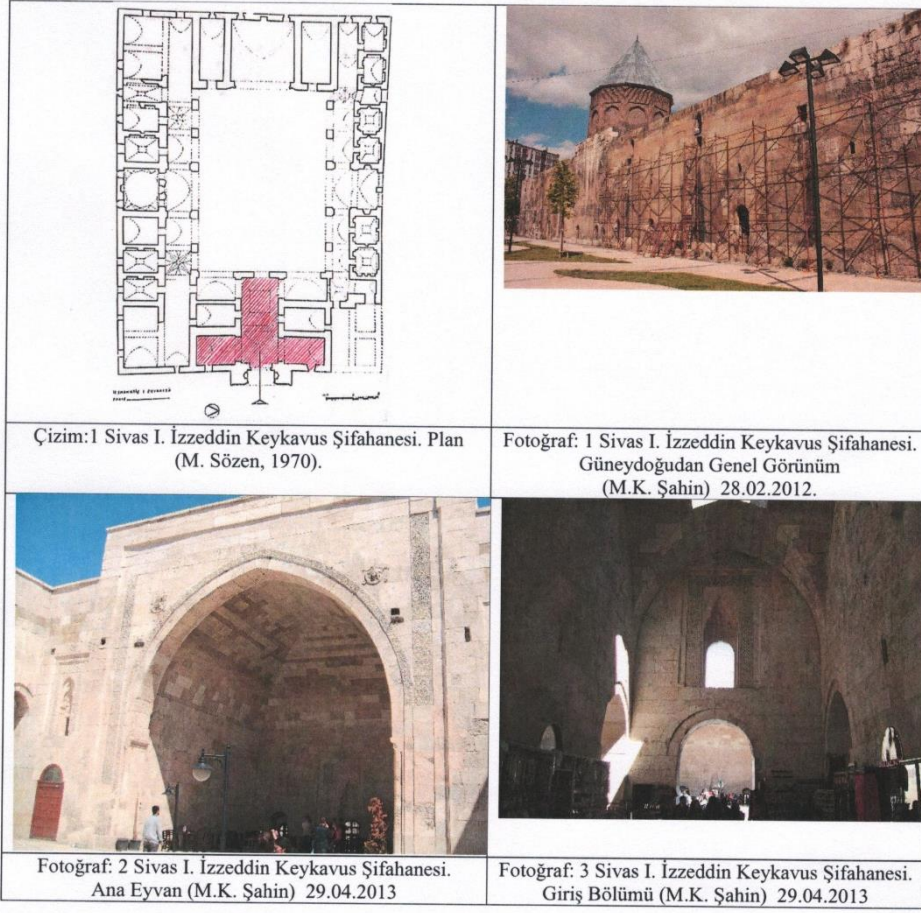 Çizim:1 Sivas I. İzzeddin Keykavus Şifahanesi. Plan
(M. Sözen, 1970).
Fotoğraf: 1 Sivas I. İzzeddin Keykavus Şifahanesi.
Güneydoğudan Genel Görünüm
(M.K. Şahin) 28.02.2012.
Fotoğraf: 2 Sivas I. İzzeddin Keykavus Şifahanesi.
Ana Eyvan (M.K. Şahin) 29.04.2013
Fotoğraf: 3 Sivas I. İzzeddin Keykavus Şifahanesi.
Giriş Bölümü (M.K. Şahin) 29.04.2013